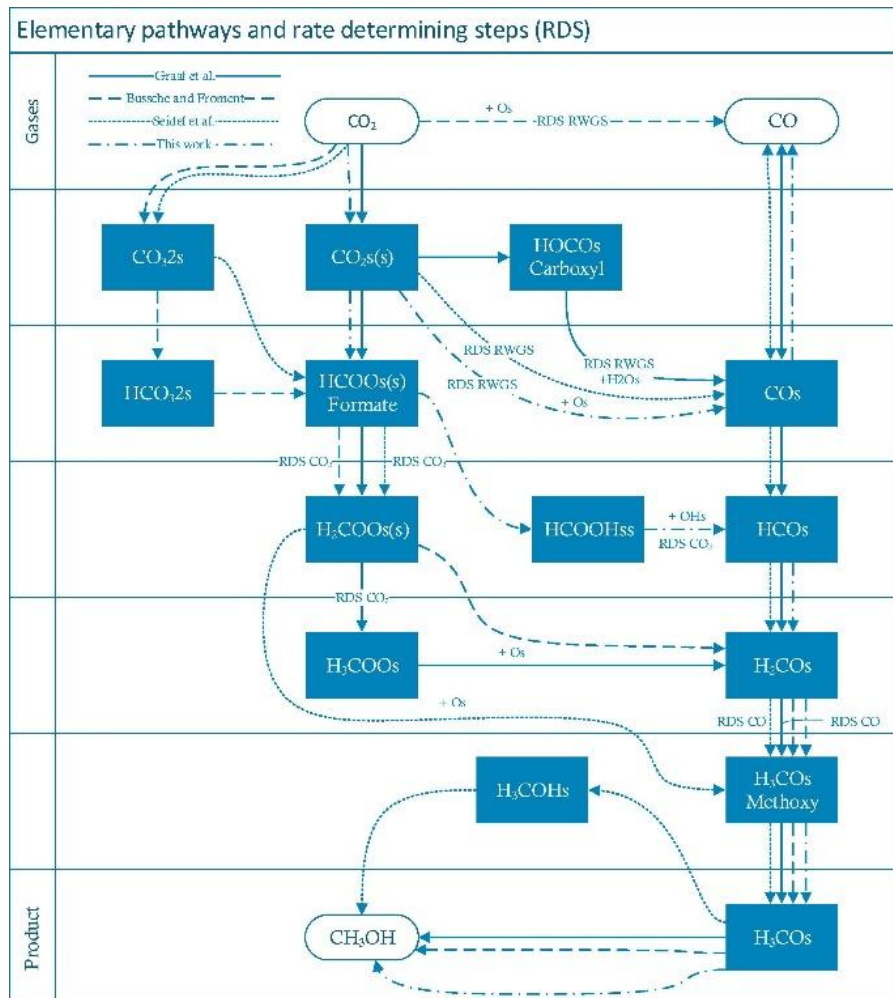 Elementary pathways and rate determining steps (RDS)
Gases
Graaf et al.
Bussche and Froment
Seidel et al.
This work
CO₂
+ Os
RDS RWGS
CO
CO₃2s
CO₂s(s)
HOCOs
Carboxyl
HCO₃2s
HCOOs(s)
Formate
RDS RWGS
RDS RWGS
+ Os
RDS RWGS
+H2Os
COs
RDS CO₂
RDS CO₂
H₂COOs(s)
HCOOHss
+ OHs
RDS CO₂
HCOs
RDS CO₂
H₃COOs
+ Os
H₂COs
+ Os
RDS CO
RDS CO
H₃COHs
H₃COs
Methoxy
Product
CH₃OH
H₃COs